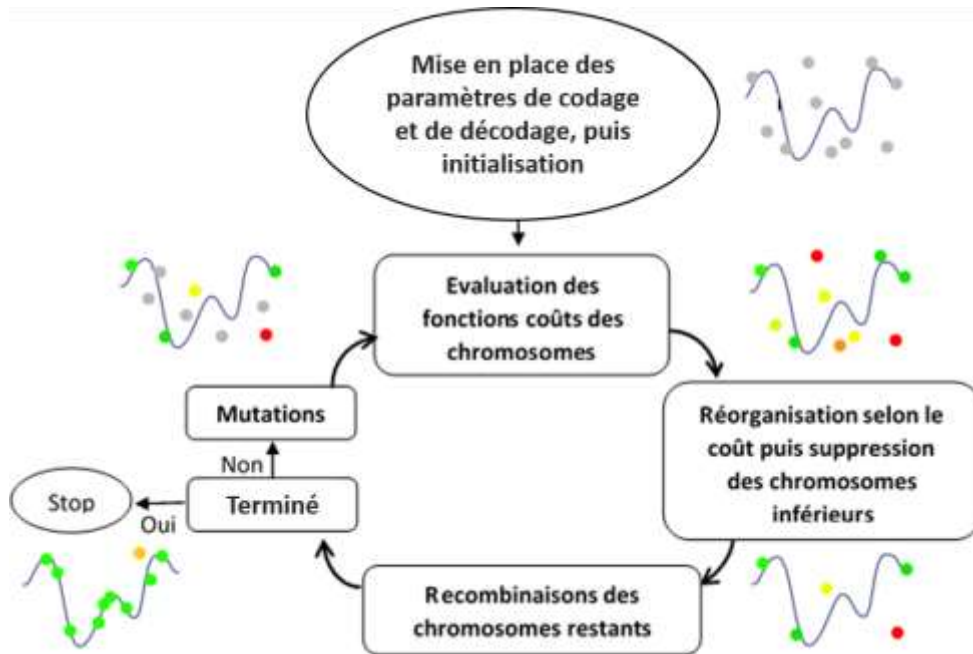 Mise en place des
paramètres de codage
et de décodage, puis
initialisation
Evaluation des
fonctions coûts des
chromosomes
Réorganisation selon le
coût puis suppression
des chromosomes
inférieurs
Recombinaisons des
chromosomes restants
Terminé
Non
Mutations
Oui
Stop